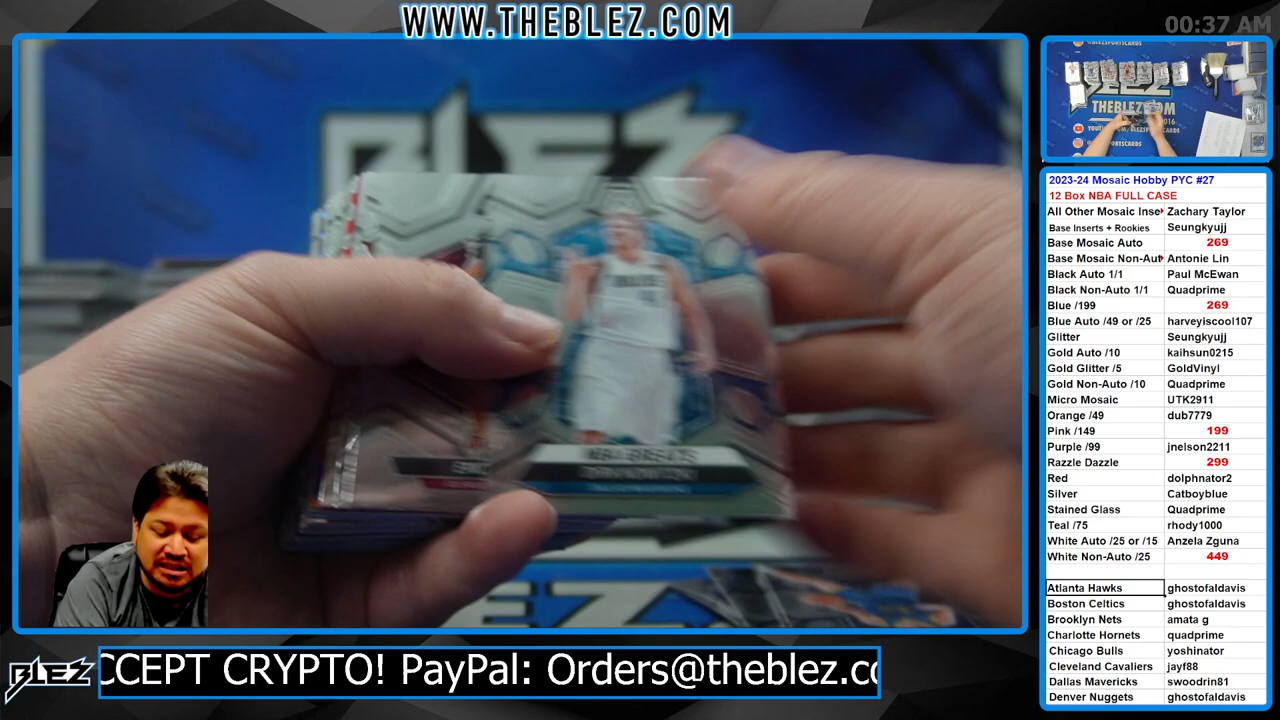 WWW.THEBLEZ.COM
00:37 AM
BLEZ
THEBLEZ.COM
2023-24 Mosaic Hobby PYC #27
12 Box NBA FULL CASE
All Other Mosaic Inse Zachary Taylor
Base Inserts + Rookies Seungkyujj
Base Mosaic Auto 269
Base Mosaic Non-Aut Antonie Lin
Black Auto 1/1 Paul McEwan
Black Non-Auto 1/1 Quadprime
Blue /199 269
Blue Auto /49 or /25 harveyiscool107
Glitter Seungkyujj
Gold Auto /10 kaihsun0215
Gold Glitter /5 GoldVinyl
Gold Non-Auto /10 Quadprime
Micro Mosaic UTK2911
Orange /49 dub7779
Pink /149 199
Purple /99 jnelson2211
Razzle Dazzle 299
Red dolphnator2
Silver Catboyblue
Stained Glass Quadprime
Teal /75 rhody1000
White Auto /25 or /15 Anzela Zguna
White Non-Auto /25 449
Atlanta Hawks ghostofaldavis
Boston Celtics ghostofaldavis
Brooklyn Nets amata g
Charlotte Hornets quadprime
Chicago Bulls yoshinator
Cleveland Cavaliers jayf88
Dallas Mavericks swoodrin81
Denver Nuggets ghostofaldavis
BLEZ
CCEPT CRYPTO! PayPal: Orders@theblez.co